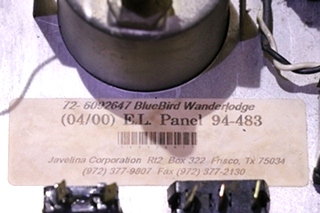 72- 6092647 BlueBird Wanderlodge
(04/00) E.L. Panel 94-483
Javelina Corporation Rt2 Box 322 Frisco, Tx 75034
(972) 377-9807 Fax (972) 377-2130